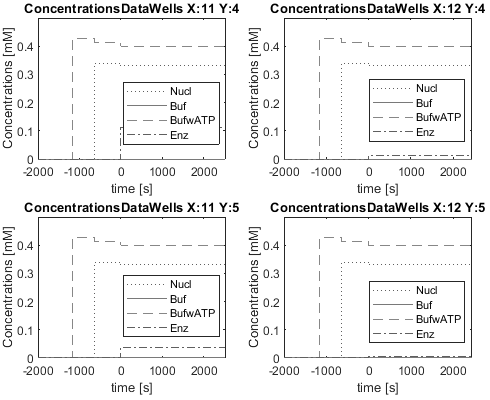 ConcentrationsDataWells X:11 Y:4
Concentrations [mM]
0.4
0.3
0.2
0.1
0
-2000 -1000 0 1000 2000
time [s]
Nucl
Buf
BufwATP
Enz
ConcentrationsDataWells X:12 Y:4
Concentrations [mM]
0.4
0.3
0.2
0.1
0
-2000 -1000 0 1000 2000
time [s]
Nucl
Buf
BufwATP
Enz
ConcentrationsDataWells X:11 Y:5
Concentrations [mM]
0.4
0.3
0.2
0.1
0
-2000 -1000 0 1000 2000
time [s]
Nucl
Buf
BufwATP
Enz
ConcentrationsDataWells X:12 Y:5
Concentrations [mM]
0.4
0.3
0.2
0.1
0
-2000 -1000 0 1000 2000
time [s]
Nucl
Buf
BufwATP
Enz